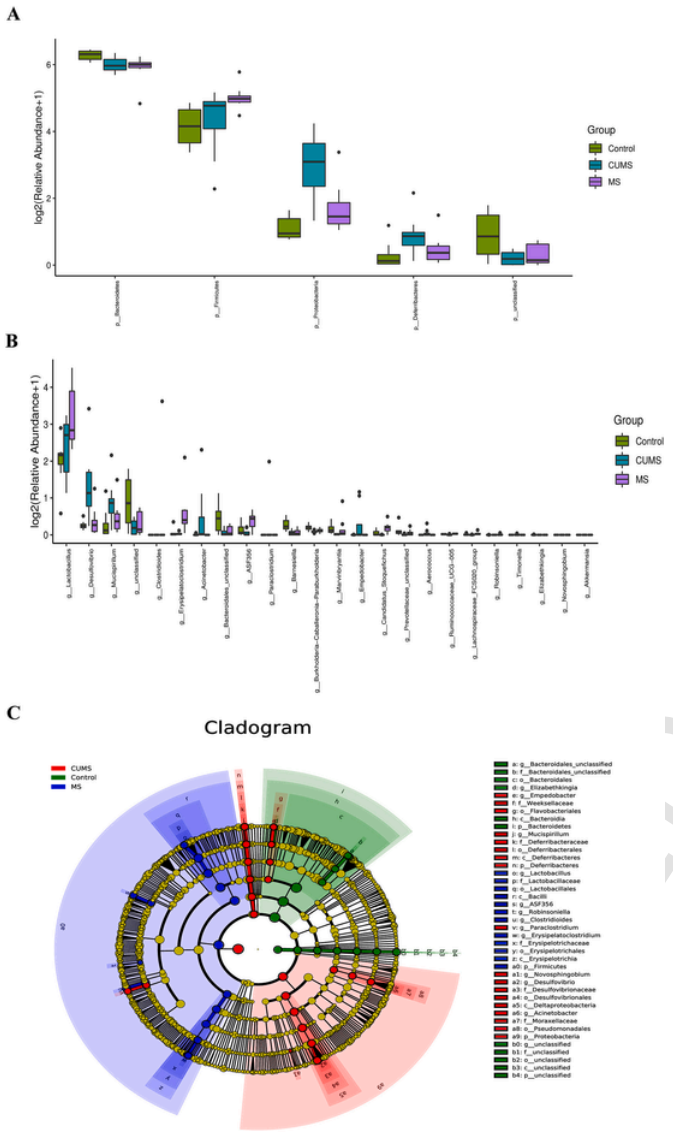 A
log2(Relative Abundance+1)
6
4
2
0
p__Bacteroidetes
p__Firmicutes
p__Proteobacteria
p__Deferribacteres
p__unclassified
Group
Control
CUMS
MS
B
log2(Relative Abundance+1)
4
3
2
1
0
g__Lactobacillus
g__Desulfovibrio
g__Mucispirillum
g__unclassified
g__Clostridioides
g__Erysipelatoclostridium
g__Acinetobacter
g__Bacteroidales_unclassified
g__ASF356
g__Paraclostridium
g__Barnesiella
g__Burkholderia-Caballeronia-Paraburkholderia
g__Marvinbryantia
g__Empedobacter
g__Candidatus_Stoquefichus
g__Prevotellaceae_unclassified
g__Aerococcus
g__Ruminococcaceae_UCG-005
g__Lachnospiraceae_FCS020_group
g__Robinsoniella
g__Timonella
g__Elizabethkingia
g__Novosphingobium
g__Akkermansia
Group
Control
CUMS
MS
C
Cladogram
CUMS
Control
MS
a: g__Bacteroidales_unclassified
b: f__Bacteroidales_unclassified
c: o__Bacteroidales
d: g__Elizabethkingia
e: g__Empedobacter
f: f__Weeksellaceae
g: o__Flavobacteriales
h: c__Bacteroidia
i: p__Bacteroidetes
j: g__Mucispirillum
k: f__Deferribacteraceae
l: o__Deferribacterales
m: c__Deferribacteres
n: p__Deferribacteres
o: g__Lactobacillus
p: f__Lactobacillaceae
q: o__Lactobacillales
r: c__Bacilli
s: g__ASF356
t: g__Robinsoniella
u: g__Clostridioides
v: g__Paraclostridium
w: g__Erysipelatoclostridium
x: f__Erysipelotrichaceae
y: o__Erysipelotrichales
z: c__Erysipelotrichia
a0: p__Firmicutes
a1: g__Novosphingbium
a2: g__Desulfovibrio
a3: f__Desulfovibrionaceae
a4: o__Desulfovibrionales
a5: c__Deltaproteobacteria
a6: g__Acinetobacter
a7: f__Moraxellaceae
a8: o__Pseudomonadales
a9: p__Proteobacteria
b0: g__unclassified
b1: f__unclassified
b2: o__unclassified
b3: c__unclassified
b4: p__unclassified